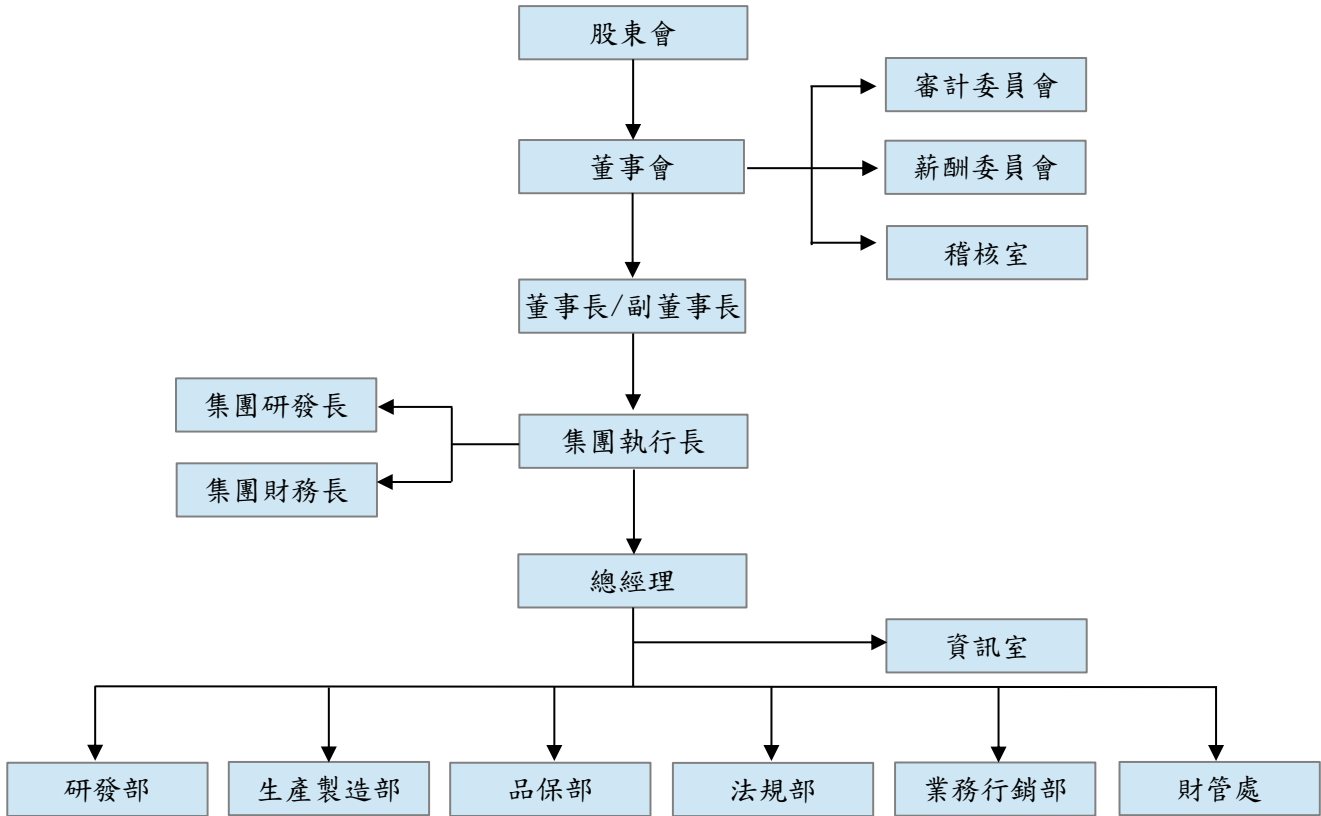 股東會
審計委員會
董事會
薪酬委員會
稽核室
董事長/副董事長
集團研發長
集團執行長
集團財務長
總經理
資訊室
研發部
生產製造部
品保部
法規部
業務行銷部
財管處